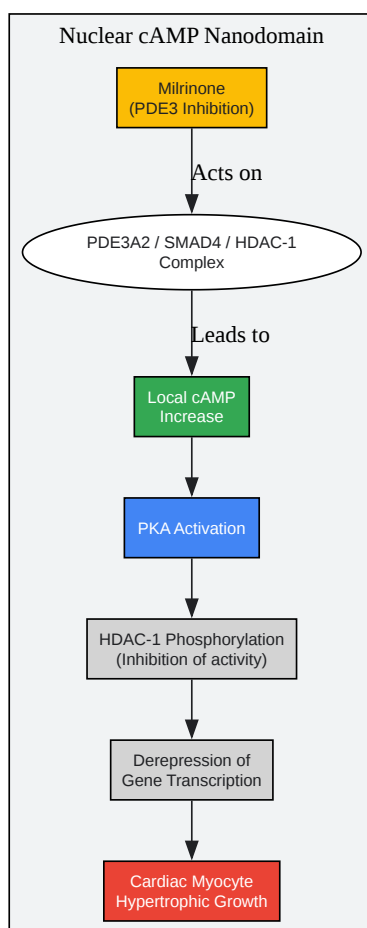 Nuclear cAMP Nanodomain
Milrinone
(PDE3 Inhibition)
Acts on
PDE3A2 / SMAD4 / HDAC-1
Complex
Leads to
Local cAMP
Increase
PKA Activation
HDAC-1 Phosphorylation
(Inhibition of activity)
Derepression of
Gene Transcription
Cardiac Myocyte
Hypertrophic Growth